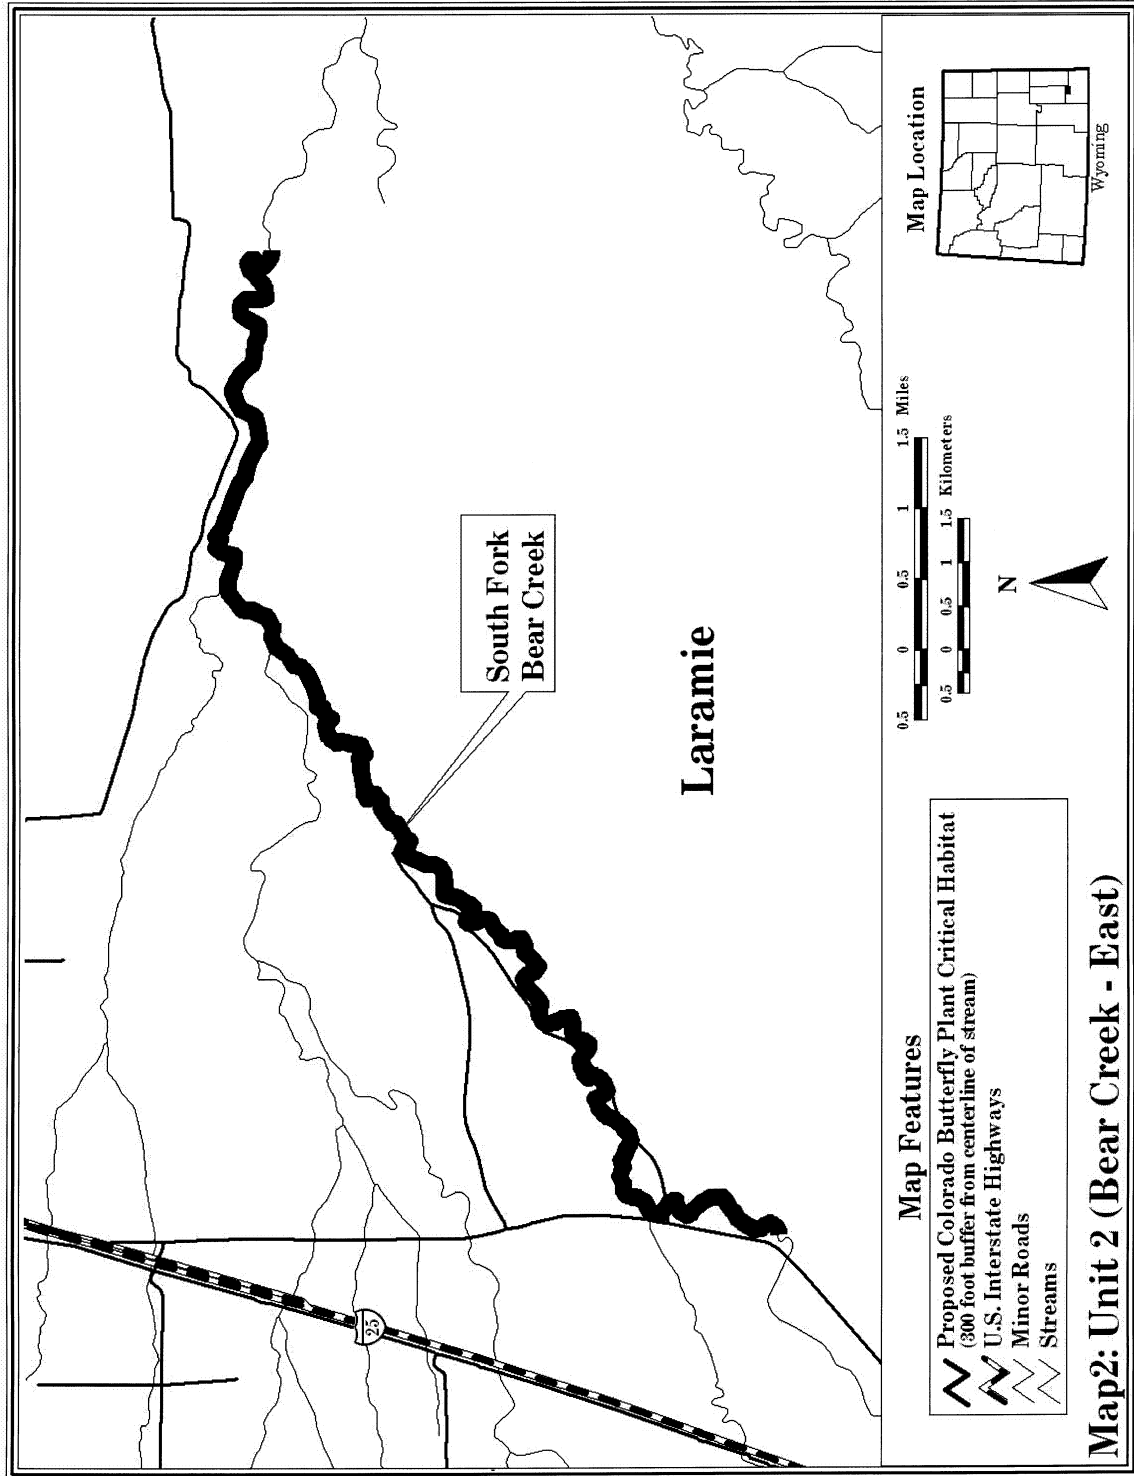 South Fork
Bear Creek
Laramie
25
Map Features
Proposed Colorado Butterfly Plant Critical Habitat
(300 foot buffer from centerline of stream)
U.S. Interstate Highways
Minor Roads
Streams
0.5 0 0.5 1 1.5 Miles
0.5 0 0.5 1 1.5 Kilometers
N
Map Location
Wyoming
Map2: Unit 2 (Bear Creek - East)